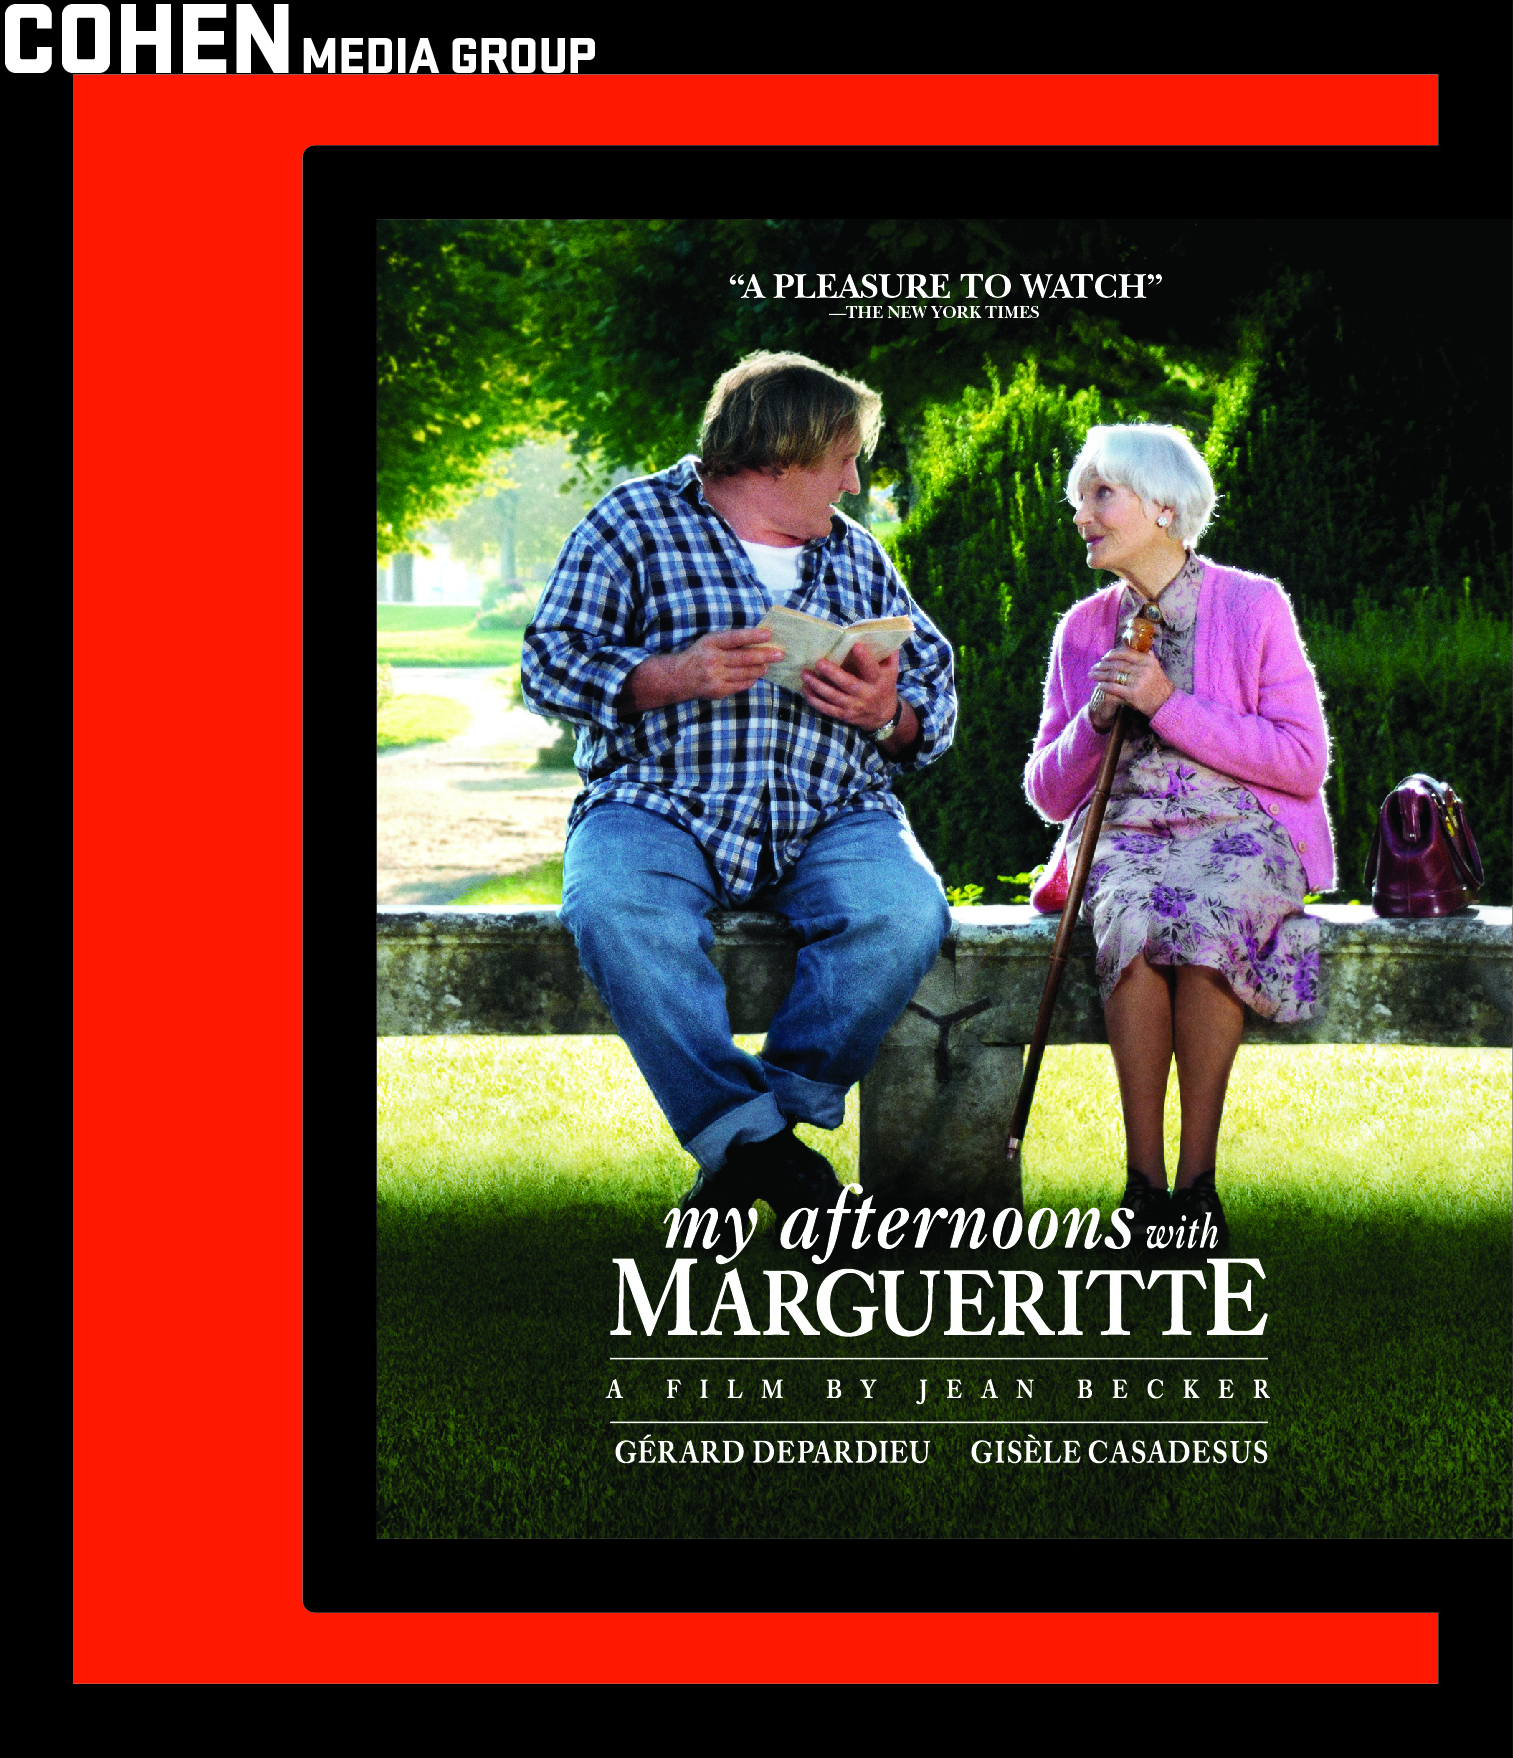 COHEN MEDIA GROUP
“A PLEASURE TO WATCH”
—THE NEW YORK TIMES
my afternoons with
MARGUERITTE
A FILM BY JEAN BECKER
GÉRARD DEPARDIEU GISÈLE CASADESUS